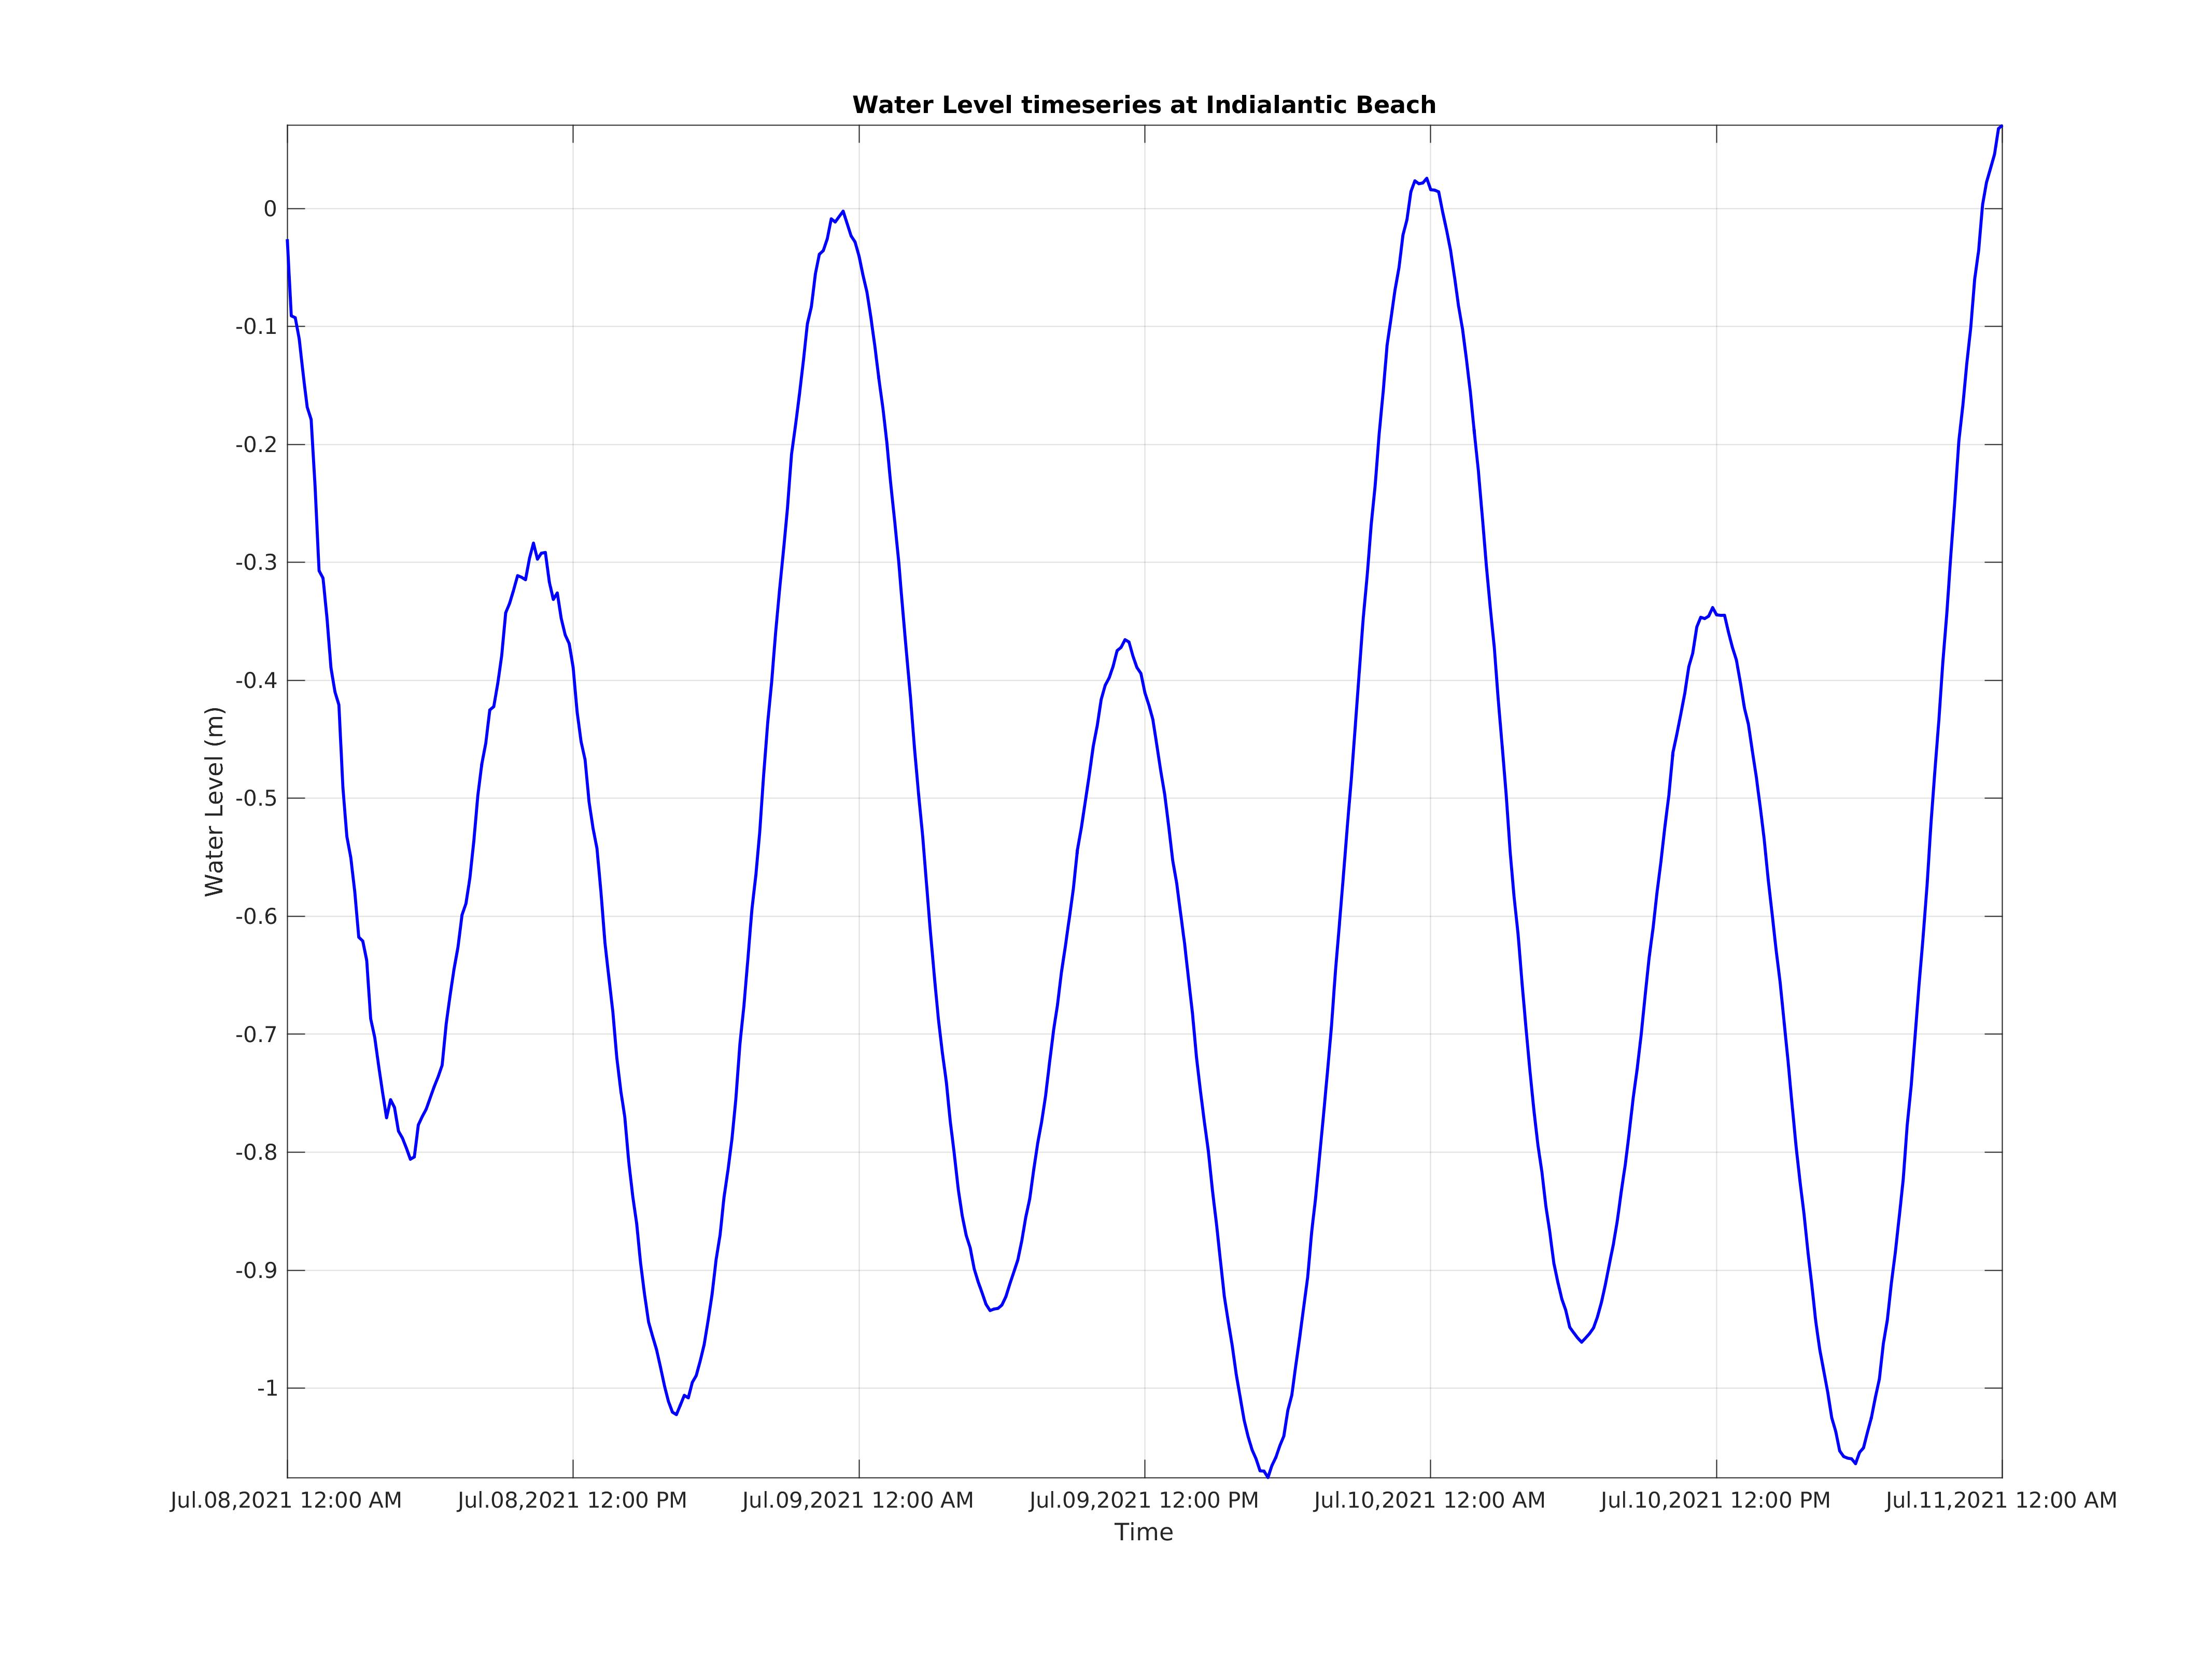 Water Level timeseries at Indialantic Beach
0
-0.1
-0.2
-0.3
-0.4
-0.5
-0.6
-0.7
-0.8
-0.9
-1
Water Level (m)
Jul.08,2021 12:00 AM
Jul.08,2021 12:00 PM
Jul.09,2021 12:00 AM
Jul.09,2021 12:00 PM
Jul.10,2021 12:00 AM
Jul.10,2021 12:00 PM
Jul.11,2021 12:00 AM
Time